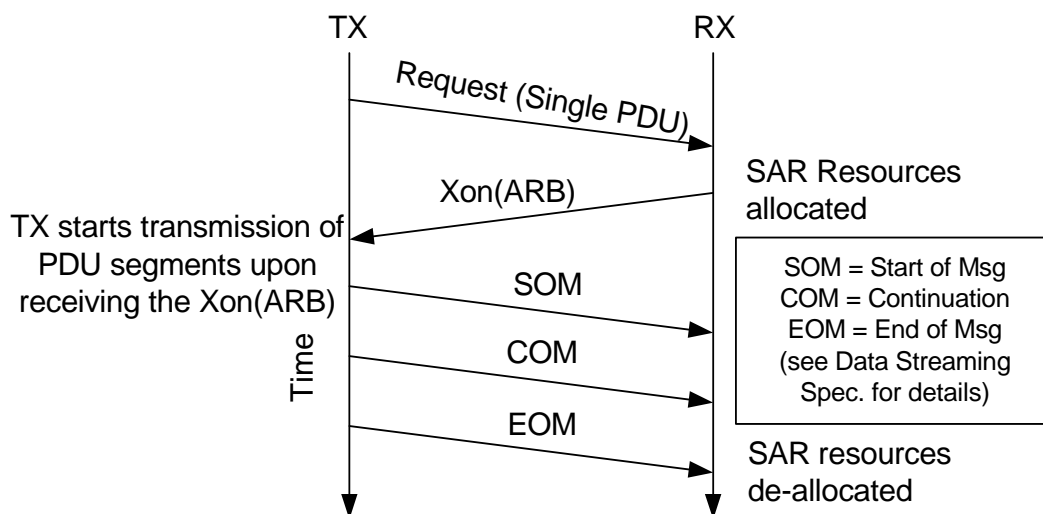 TX
RX
Request (Single PDU)
SAR Resources
allocated
Xon(ARB)
TX starts transmission of
PDU segments upon
receiving the Xon(ARB)
SOM = Start of Msg
COM = Continuation
EOM = End of Msg
(see Data Streaming
Spec. for details)
SOM
Time
COM
EOM
SAR resources
de-allocated